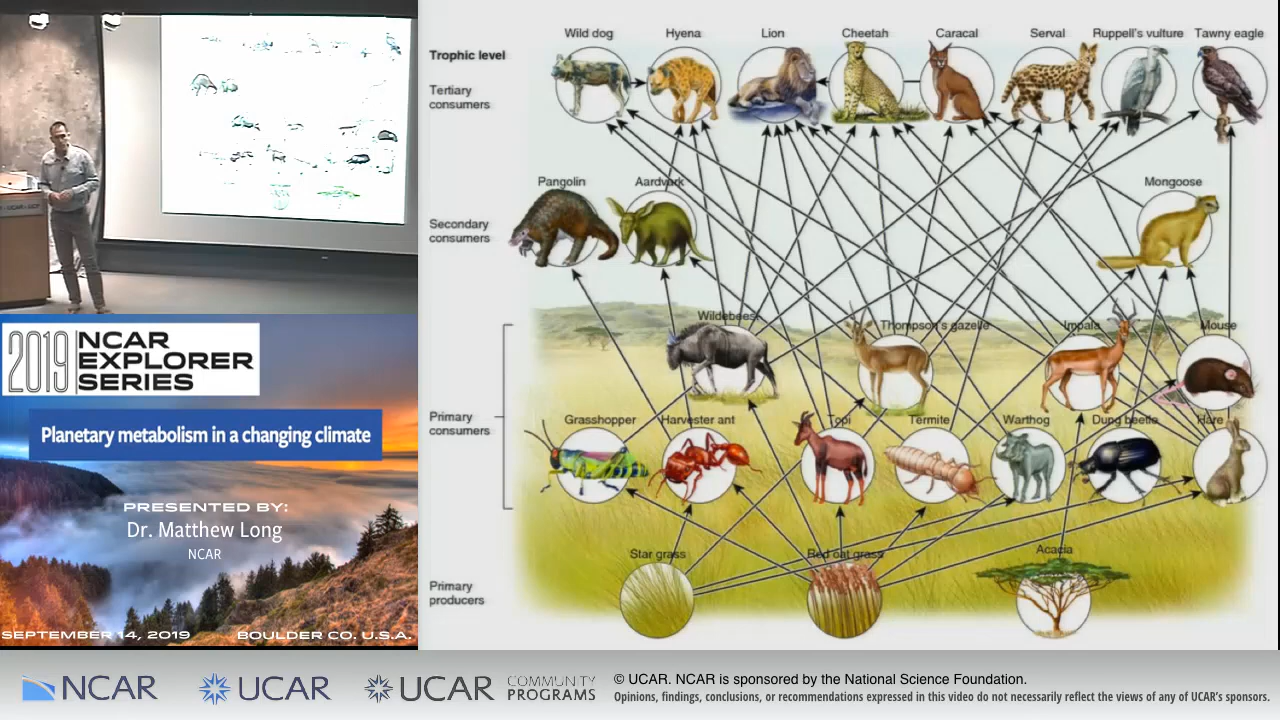 2019 NCAR
EXPLORER
SERIES
Planetary metabolism in a changing climate
PRESENTED BY:
Dr. Matthew Long
NCAR
SEPTEMBER 14, 2019 BOULDER CO. U.S.A.
Trophic level
Tertiary
consumers
Wild dog
Hyena
Lion
Cheetah
Caracal
Serval
Ruppell's vulture
Tawny eagle
Secondary
consumers
Pangolin
Aardvark
Mongoose
Primary
consumers
Wildebeest
Thompson's gazelle
Impala
Mouse
Grasshopper
Harvester ant
Topi
Termite
Warthog
Dung beetle
Hare
Primary
producers
Star grass
Red oat grass
Acacia
NCAR
UCAR
UCAR
COMMUNITY
PROGRAMS
© UCAR. NCAR is sponsored by the National Science Foundation.
Opinions, findings, conclusions, or recommendations expressed in this video do not necessarily reflect the views of any of UCAR's sponsors.